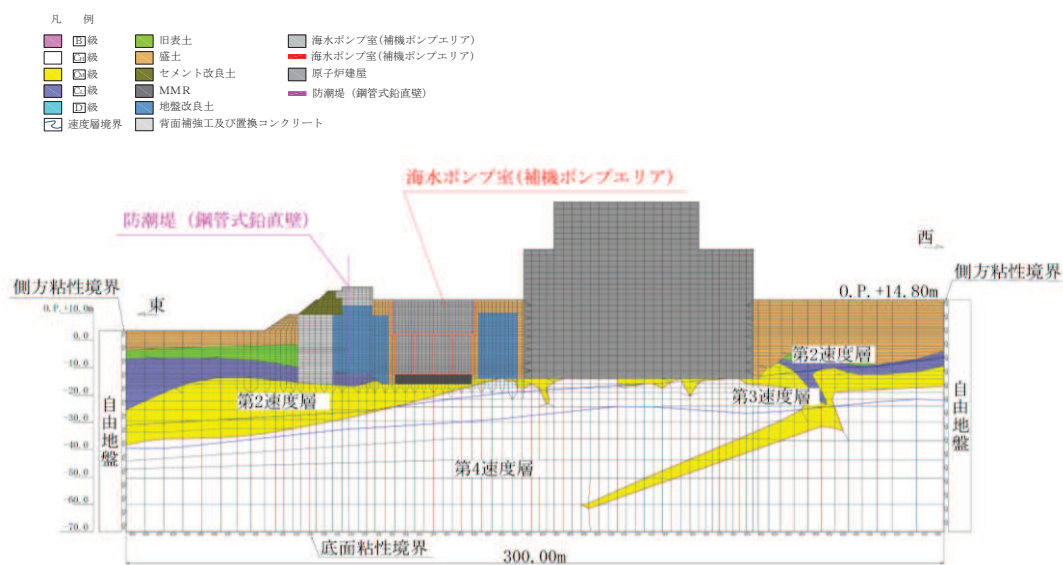 凡 例
B級 旧表土 海水ポンプ室(補機ポンプエリア)
CH級 盛土 海水ポンプ室(補機ポンプエリア)
CM級 セメント改良土 原子炉建屋
CL級 MMR 防潮堤 (鋼管式鉛直壁)
D級 地盤改良土
速度層境界 背面補強工及び置換コンクリート
海水ポンプ室(補機ポンプエリア)
防潮堤 (鋼管式鉛直壁)
西
側方粘性境界
側方粘性境界
O.P.+14.80m
東
O.P.+10.0m
0.0
-10.0
-20.0
-30.0
-40.0
-50.0
-60.0
-70.0
第2速度層
第2速度層
第3速度層
第4速度層
自由地盤
自由地盤
底面粘性境界
300.00m